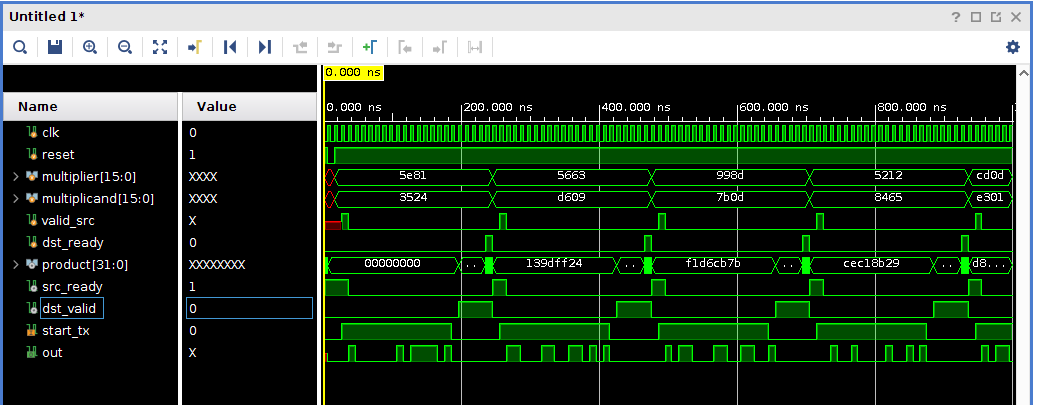 Untitled 1*
0.000 ns
Name Value
0.000 ns 200.000 ns 400.000 ns 600.000 ns 800.000 ns
clk 0
reset 1
multiplier[15:0] XXXX 5e81 5663 998d 5212 cd0d
multiplicand[15:0] XXXX 3524 d609 7b0d 8465 e301
valid_src X
dst_ready 0
product[31:0] XXXXXXXX 00000000 .. 139dff24 .. f1d6cb7b .. cec18b29 .. d8...
src_ready 1
dst_valid 0
start_tx 0
out X